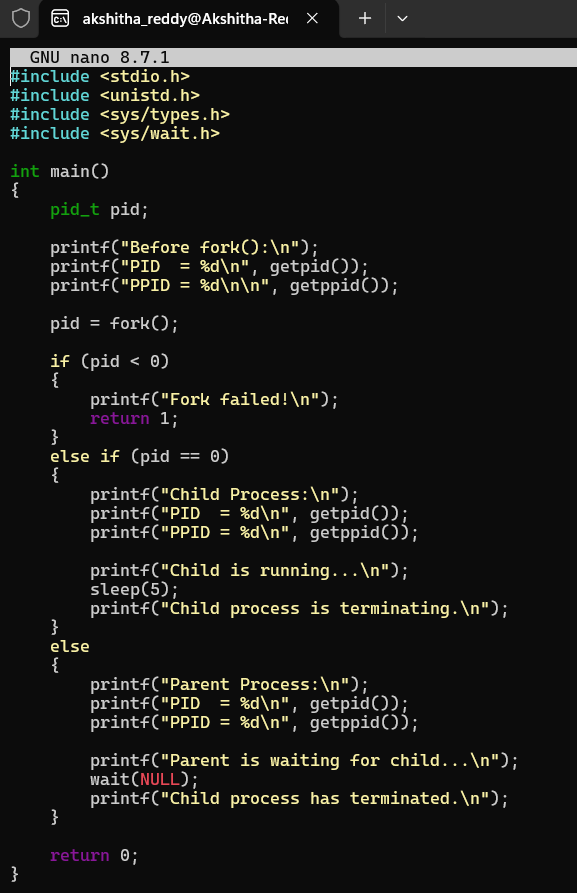 akshitha_reddy@Akshitha-Re
GNU nano 8.7.1
#include <stdio.h>
#include <unistd.h>
#include <sys/types.h>
#include <sys/wait.h>

int main()
{
    pid_t pid;

    printf("Before fork():\n");
    printf("PID  = %d\n", getpid());
    printf("PPID = %d\n\n", getppid());

    pid = fork();

    if (pid < 0)
    {
        printf("Fork failed!\n");
        return 1;
    }
    else if (pid == 0)
    {
        printf("Child Process:\n");
        printf("PID  = %d\n", getpid());
        printf("PPID = %d\n", getppid());

        printf("Child is running...\n");
        sleep(5);
        printf("Child process is terminating.\n");
    }
    else
    {
        printf("Parent Process:\n");
        printf("PID  = %d\n", getpid());
        printf("PPID = %d\n", getppid());

        printf("Parent is waiting for child...\n");
        wait(NULL);
        printf("Child process has terminated.\n");
    }

    return 0;
}